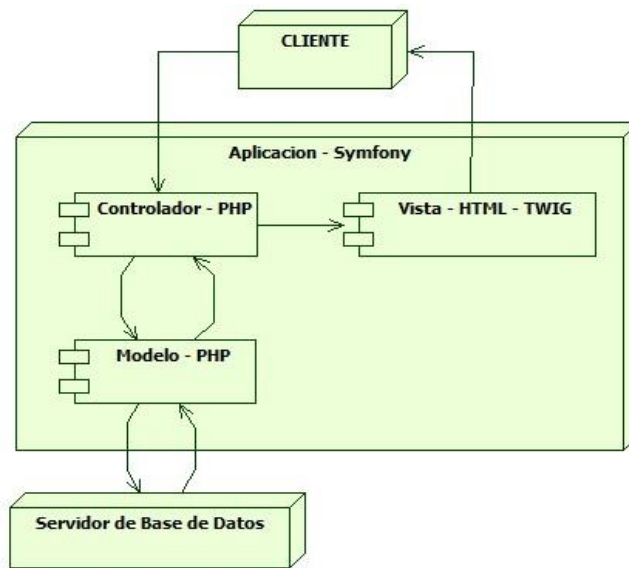 CLIENTE
Aplicacion - Symfony
Controlador - PHP
Vista - HTML - TWIG
Modelo - PHP
Servidor de Base de Datos